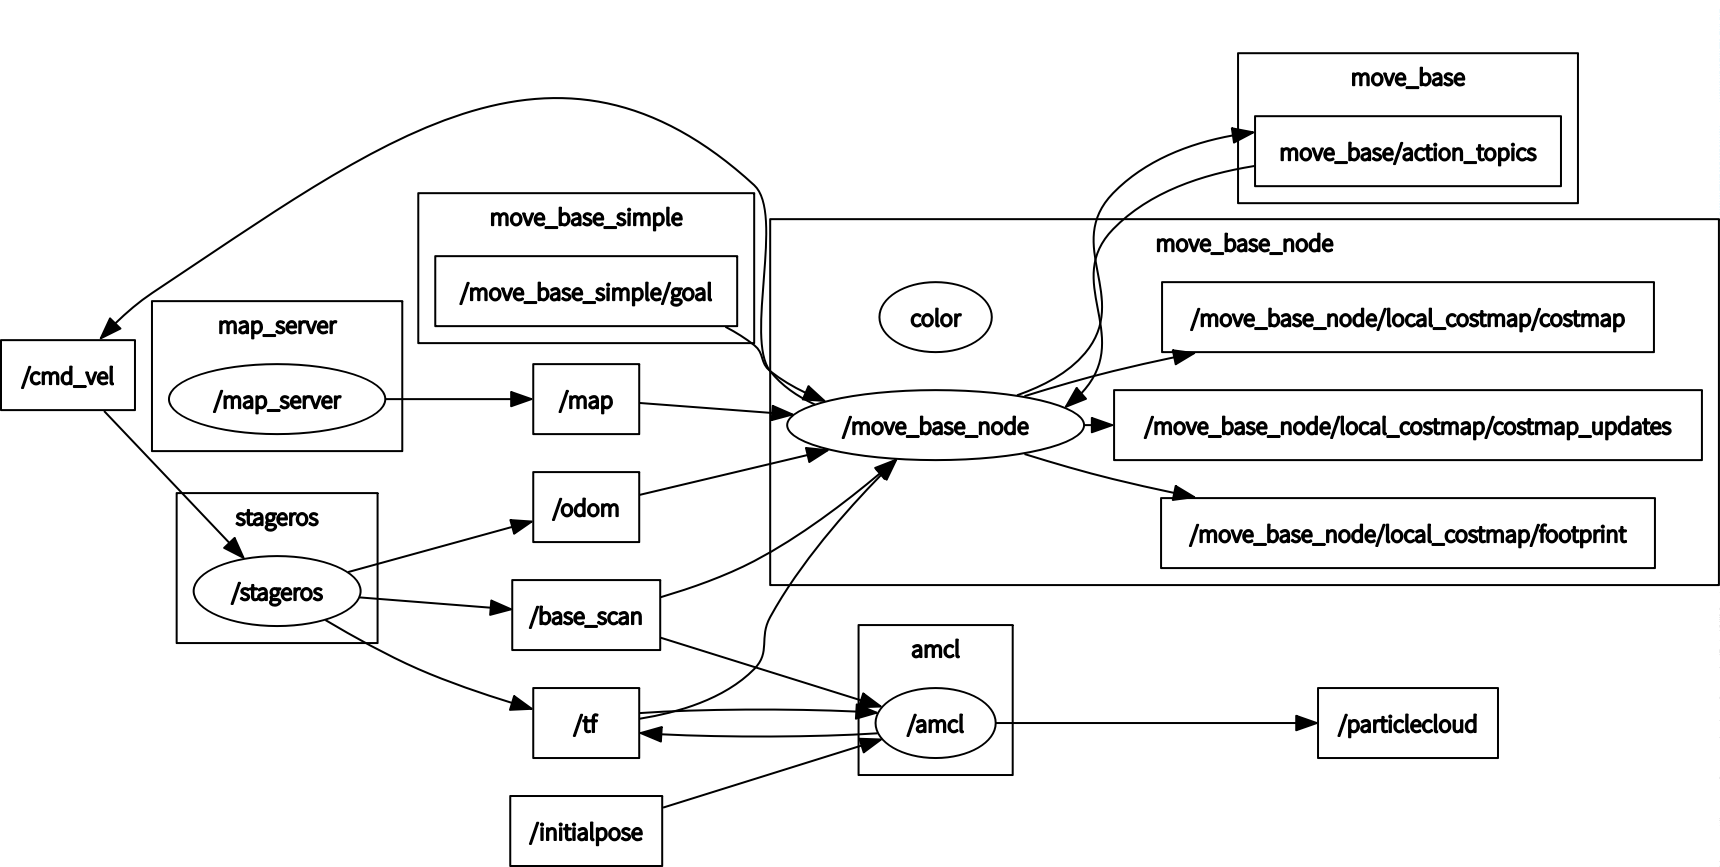 move_base
move_base/action_topics
move_base_simple
/move_base_simple/goal
move_base_node
color
/move_base_node/local_costmap/costmap
map_server
/cmd_vel
/map_server
/map
/move_base_node
/move_base_node/local_costmap/costmap_updates
stageros
/odom
/move_base_node/local_costmap/footprint
/stageros
/base_scan
amcl
/tf
/amcl
/particlecloud
/initialpose